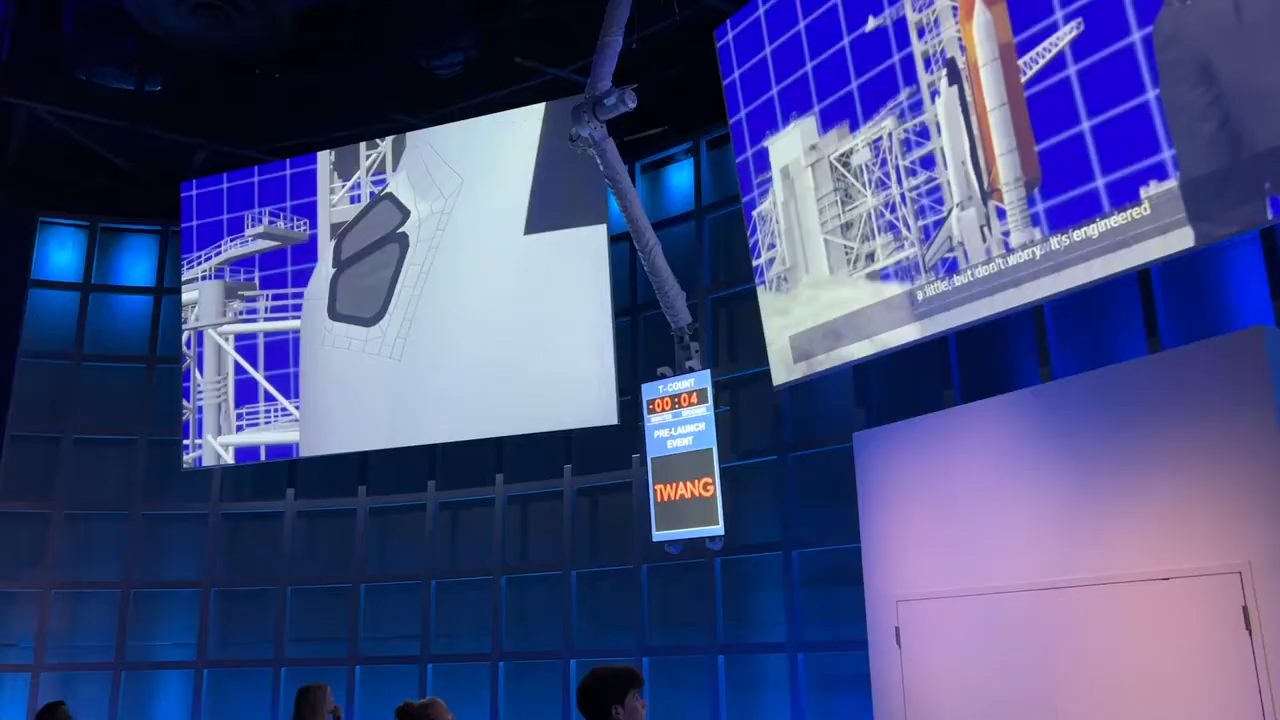 a little, but don't worry. It's engineered
T-COUNT
-00:04
MINUTES SECONDS
PRE-LAUNCH
EVENT
TWANG